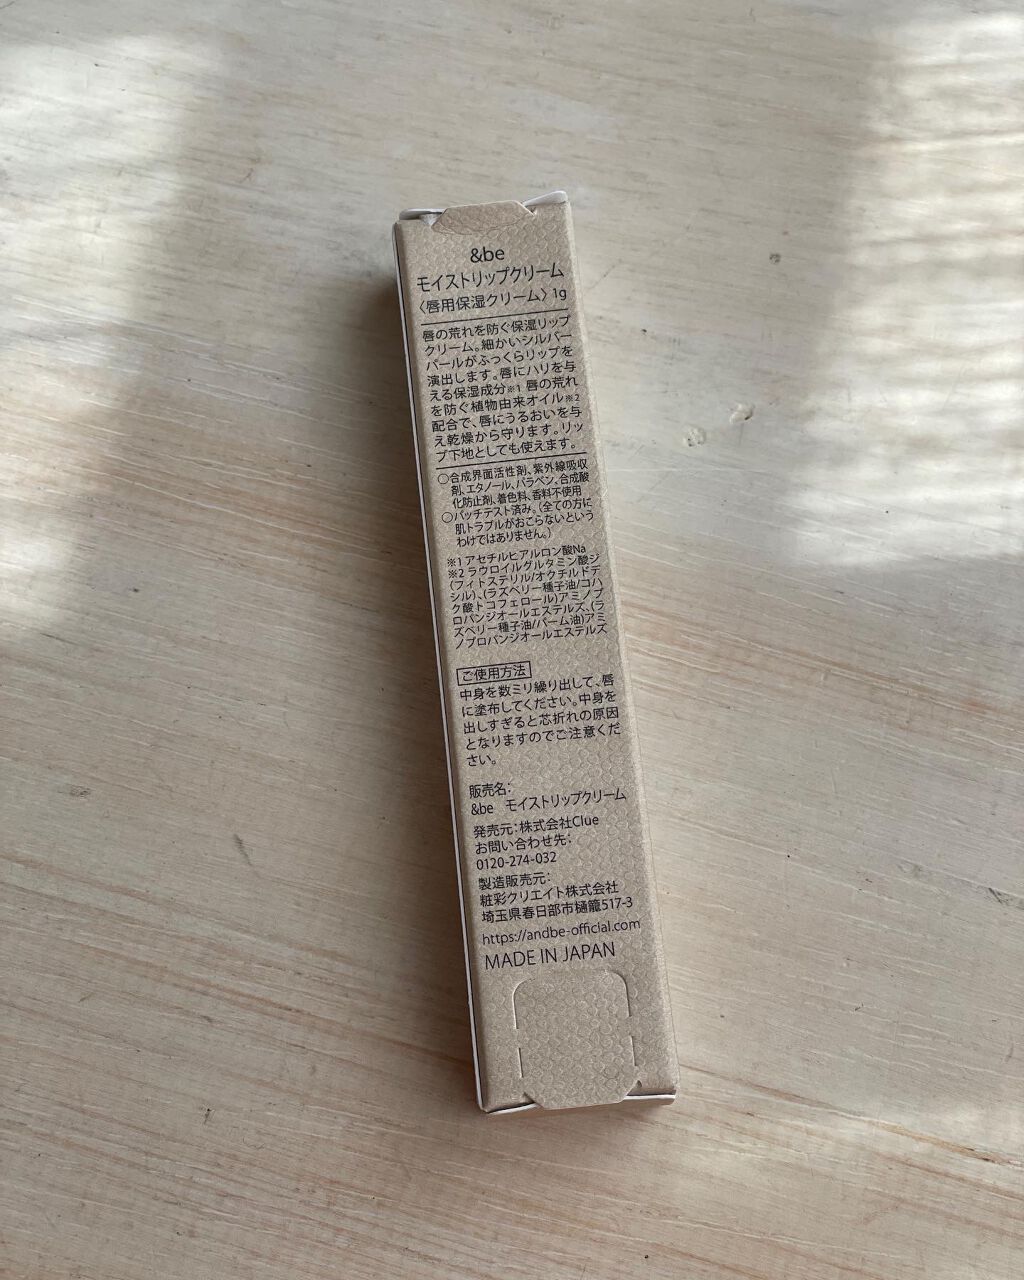 &be
モイストリップクリーム
〈唇用保湿クリーム〉1g
唇の荒れを防ぐ保湿リップ
クリーム。細かいシルバー
パールがふっくらリップを
演出します。唇にハリを与
える保湿成分※1 唇の荒れ
を防ぐ植物由来オイル※2
配合で、唇にうるおいを与
え乾燥から守ります。リッ
プ下地としても使えます。
○合成界面活性剤、紫外線吸収
剤、エタノール、パラベン、合成酸
化防止剤、着色料、香料不使用
○パッチテスト済み。(全ての方に
肌トラブルがおこらないという
わけではありません。)
※1 アセチルヒアルロン酸Na
※2 ラウロイルグルタミン酸ジ
(フィトステリル/オクチルドデ
シル)、(ラズベリー種子油/コハ
ク酸トコフェロール)アミノプ
ロパンジオールエステルズ、(ラ
ズベリー種子油/パーム油)アミ
ノプロパンジオールエステルズ
ご使用方法
中身を数ミリ繰り出して、唇
に塗布してください。中身を
出しすぎると芯折れの原因
となりますのでご注意くだ
さい。
販売名:
&be モイストリップクリーム
発売元:株式会社Clue
お問い合わせ先:
0120-274-032
製造販売元:
粧彩クリエイト株式会社
埼玉県春日部市樋籠517-3
https://andbe-official.com
MADE IN JAPAN